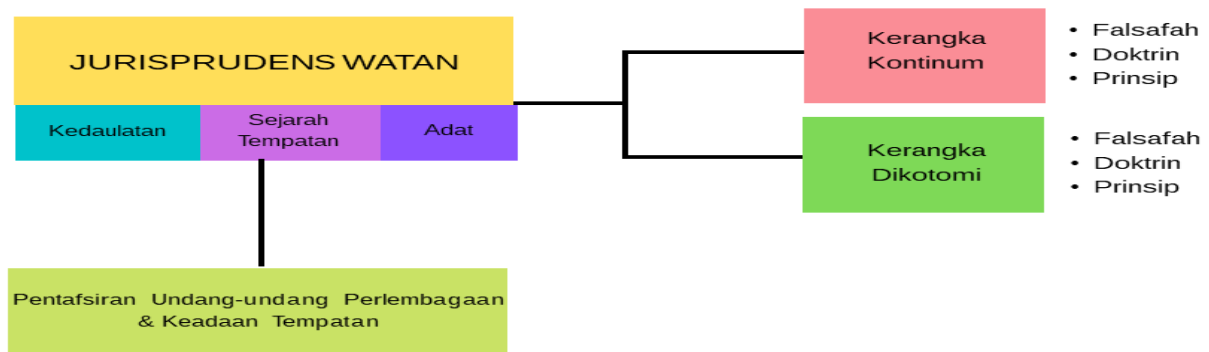 JURISPRUDENS WATAN
Kedaulatan
Sejarah
Tempatan
Adat
Pentafsiran Undang-undang Perlembagaan
& Keadaan Tempatan
Kerangka
Kontinum
• Falsafah
• Doktrin
• Prinsip
Kerangka
Dikotomi
• Falsafah
• Doktrin
• Prinsip